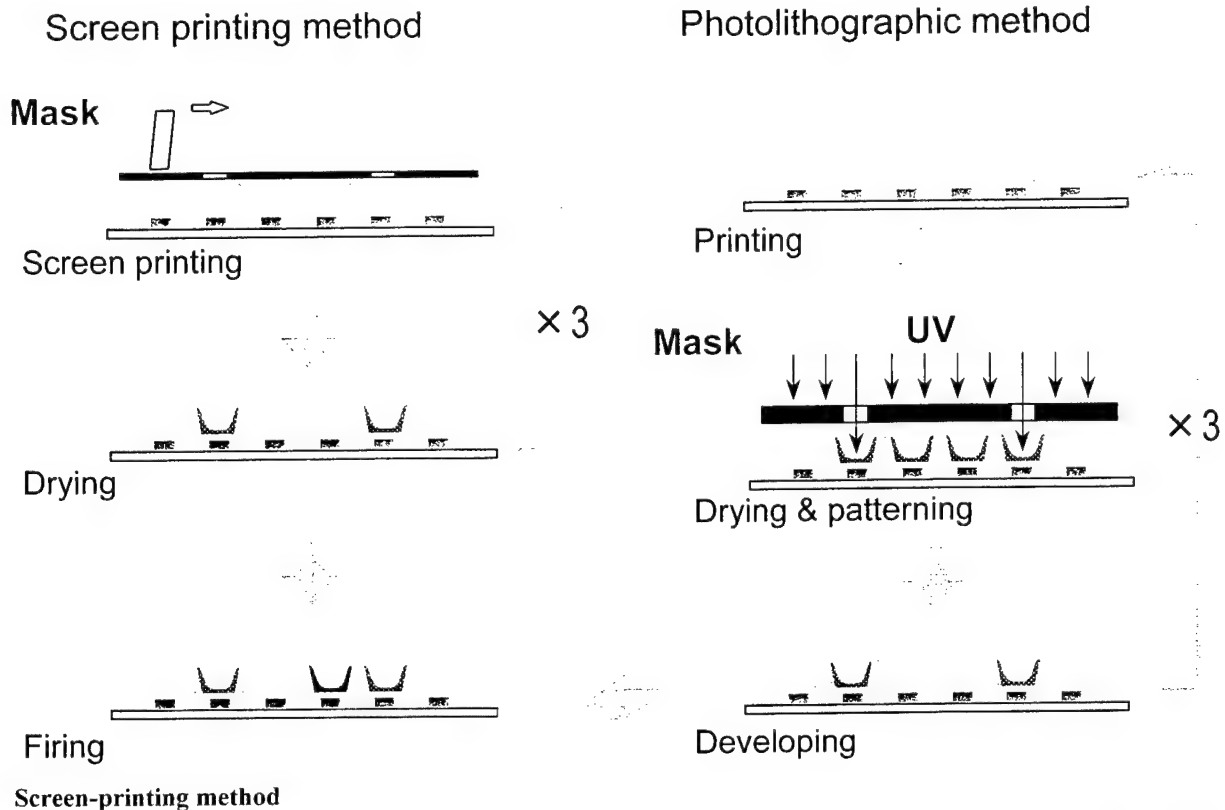 Screen printing method
Photolithographic method
Mask
Screen printing
× 3
Drying
Firing
Printing
UV
Mask
× 3
Drying & patterning
Developing
Screen-printing method